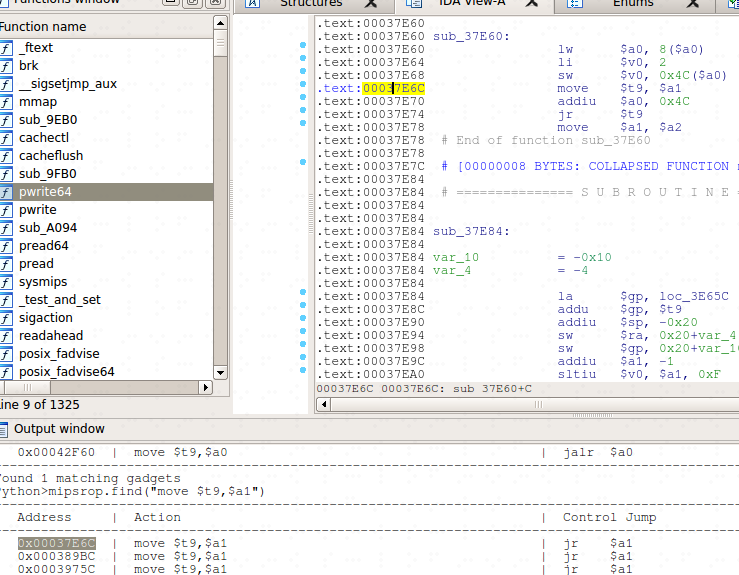 Functions window
Structures
IDA View-A
Enums
Function name
f _ftext
f brk
f __sigsetjmp_aux
f mmap
f sub_9EB0
f cachectl
f cacheflush
f sub_9FB0
f pwrite64
f pwrite
f sub_A094
f pread64
f pread
f sysmips
f _test_and_set
f sigaction
f readahead
f posix_fadvise
f posix_fadvise64
Line 9 of 1325
.text:00037E60
.text:00037E60 sub_37E60:
.text:00037E60 lw $a0, 8($a0)
.text:00037E64 li $v0, 2
.text:00037E68 sw $v0, 0x4C($a0)
.text:00037E6C move $t9, $a1
.text:00037E70 addiu $a0, 0x4C
.text:00037E74 jr $t9
.text:00037E78 move $a1, $a2
.text:00037E78 # End of function sub_37E60
.text:00037E78
.text:00037E7C # [00000008 BYTES: COLLAPSED FUNCTION
.text:00037E84
.text:00037E84 # =============== S U B R O U T I N E =
.text:00037E84
.text:00037E84
.text:00037E84 sub_37E84:
.text:00037E84
.text:00037E84 var_10 = -0x10
.text:00037E84 var_4 = -4
.text:00037E84
.text:00037E84 la $gp, loc_3E65C
.text:00037E8C addu $gp, $t9
.text:00037E90 addiu $sp, -0x20
.text:00037E94 sw $ra, 0x20+var_4
.text:00037E98 sw $gp, 0x20+var_1
.text:00037E9C addiu $a1, -1
.text:00037EA0 sltiu $v0, $a1, 0xF
00037E6C 00037E6C: sub_37E60+C
Output window
0x00042F60 | move $t9,$a0 | jalr $a0
ound 1 matching gadgets
ython>mipsrop.find("move $t9,$a1")
Address | Action | Control Jump
0x00037E6C | move $t9,$a1 | jr $a1
0x000389BC | move $t9,$a1 | jr $a1
0x0003975C | move $t9,$a1 | jr $a1